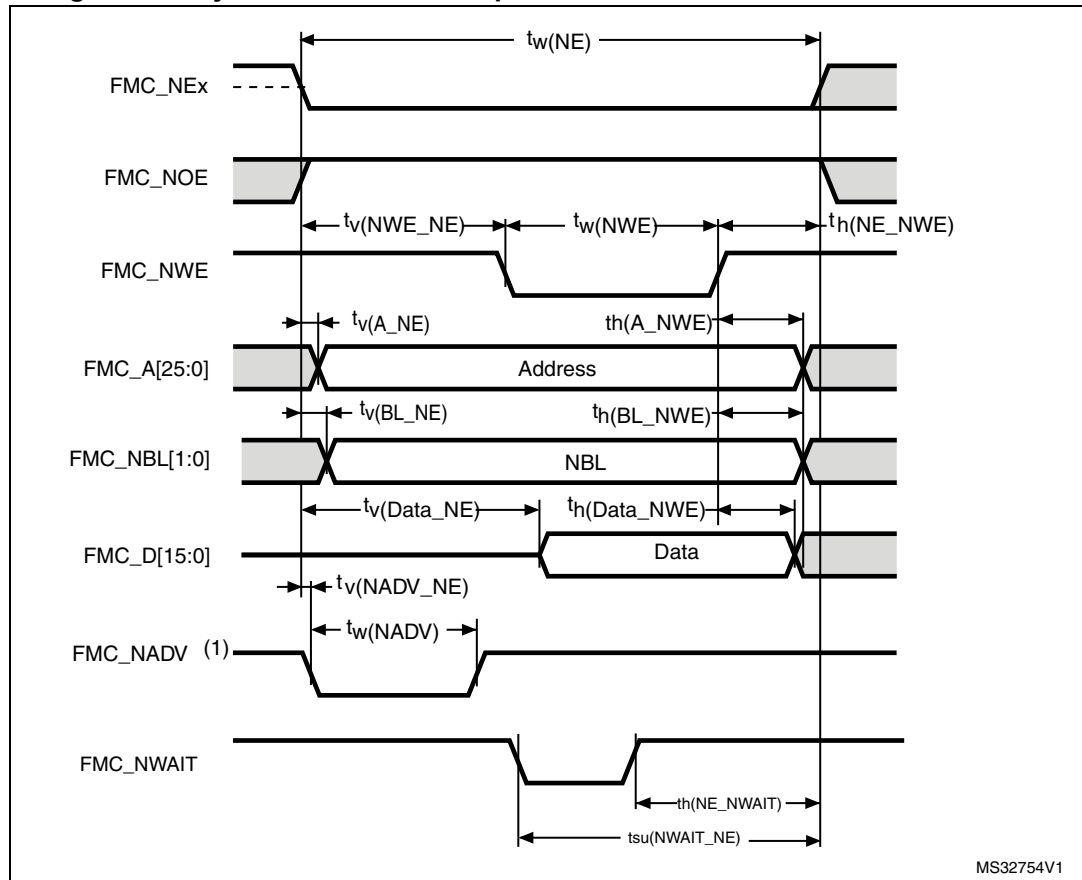 tw(NE)
FMC_NEx
FMC_NOE
tv(NWE_NE) tw(NWE) th(NE_NWE)
FMC_NWE
tv(A_NE) th(A_NWE)
FMC_A[25:0] Address
tv(BL_NE) th(BL_NWE)
FMC_NBL[1:0] NBL
tv(Data_NE) th(Data_NWE)
FMC_D[15:0] Data
tv(NADV_NE)
tw(NADV)
FMC_NADV (1)
FMC_NWAIT
th(NE_NWAIT)
tsu(NWAIT_NE)
MS32754V1